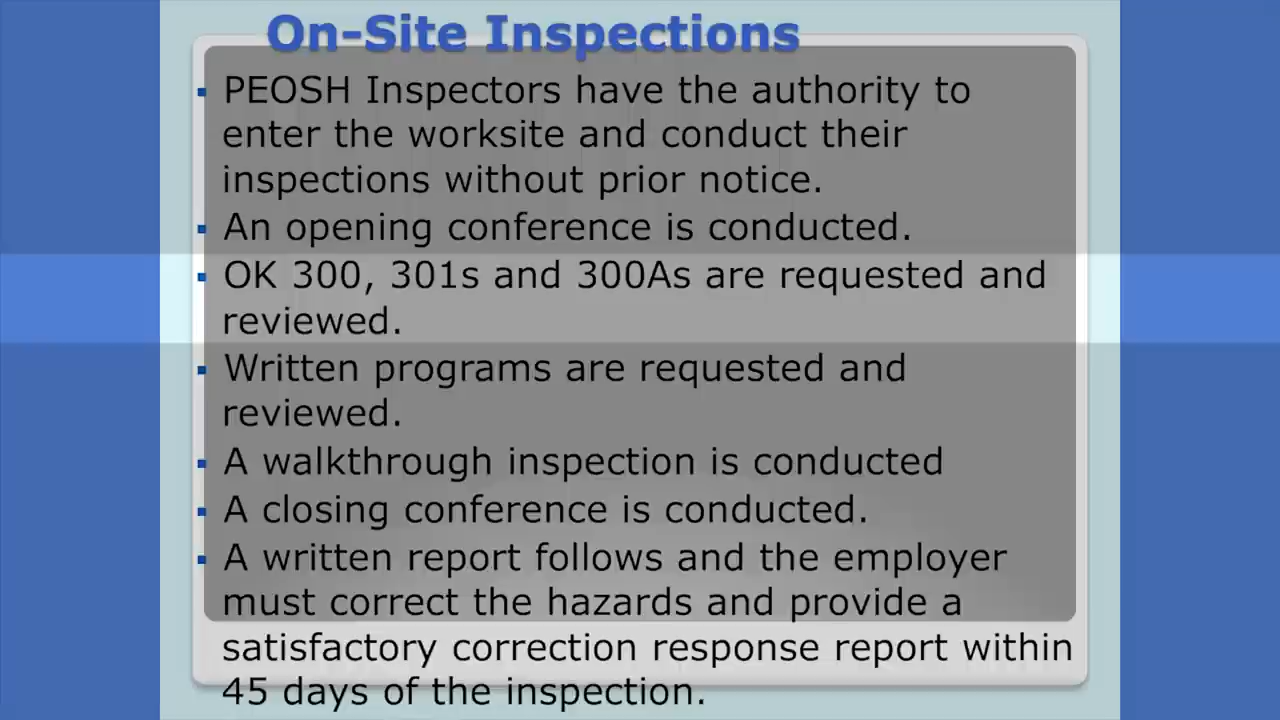 On-Site Inspections
▪ PEOSH Inspectors have the authority to
enter the worksite and conduct their
inspections without prior notice.
▪ An opening conference is conducted.
▪ OK 300, 301s and 300As are requested and
reviewed.
▪ Written programs are requested and
reviewed.
▪ A walkthrough inspection is conducted
▪ A closing conference is conducted.
▪ A written report follows and the employer
must correct the hazards and provide a
satisfactory correction response report within
45 days of the inspection.